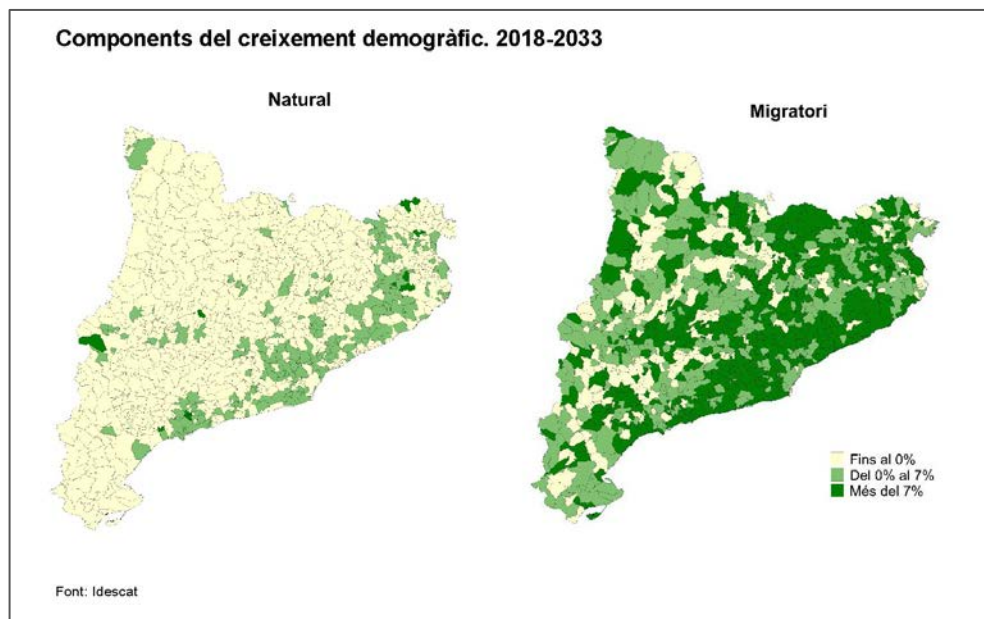 Components del creixement demogràfic. 2018-2033
Natural
Migratori
Fins al 0%
Del 0% al 7%
Més del 7%
Font: Idescat